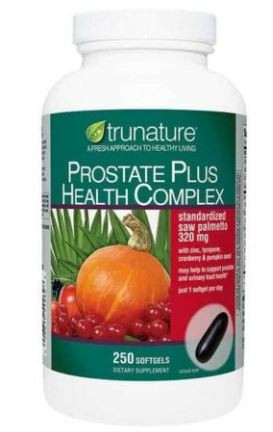 trunature®
A FRESH APPROACH TO HEALTHY LIVING
PROSTATE PLUS
HEALTH COMPLEX
standardized
saw palmetto
320 mg
with zinc, lycopene,
cranberry & pumpkin seed
may help to support prostate
and urinary tract health*
just 1 softgel per day
250 SOFTGELS
DIETARY SUPPLEMENT
actual size